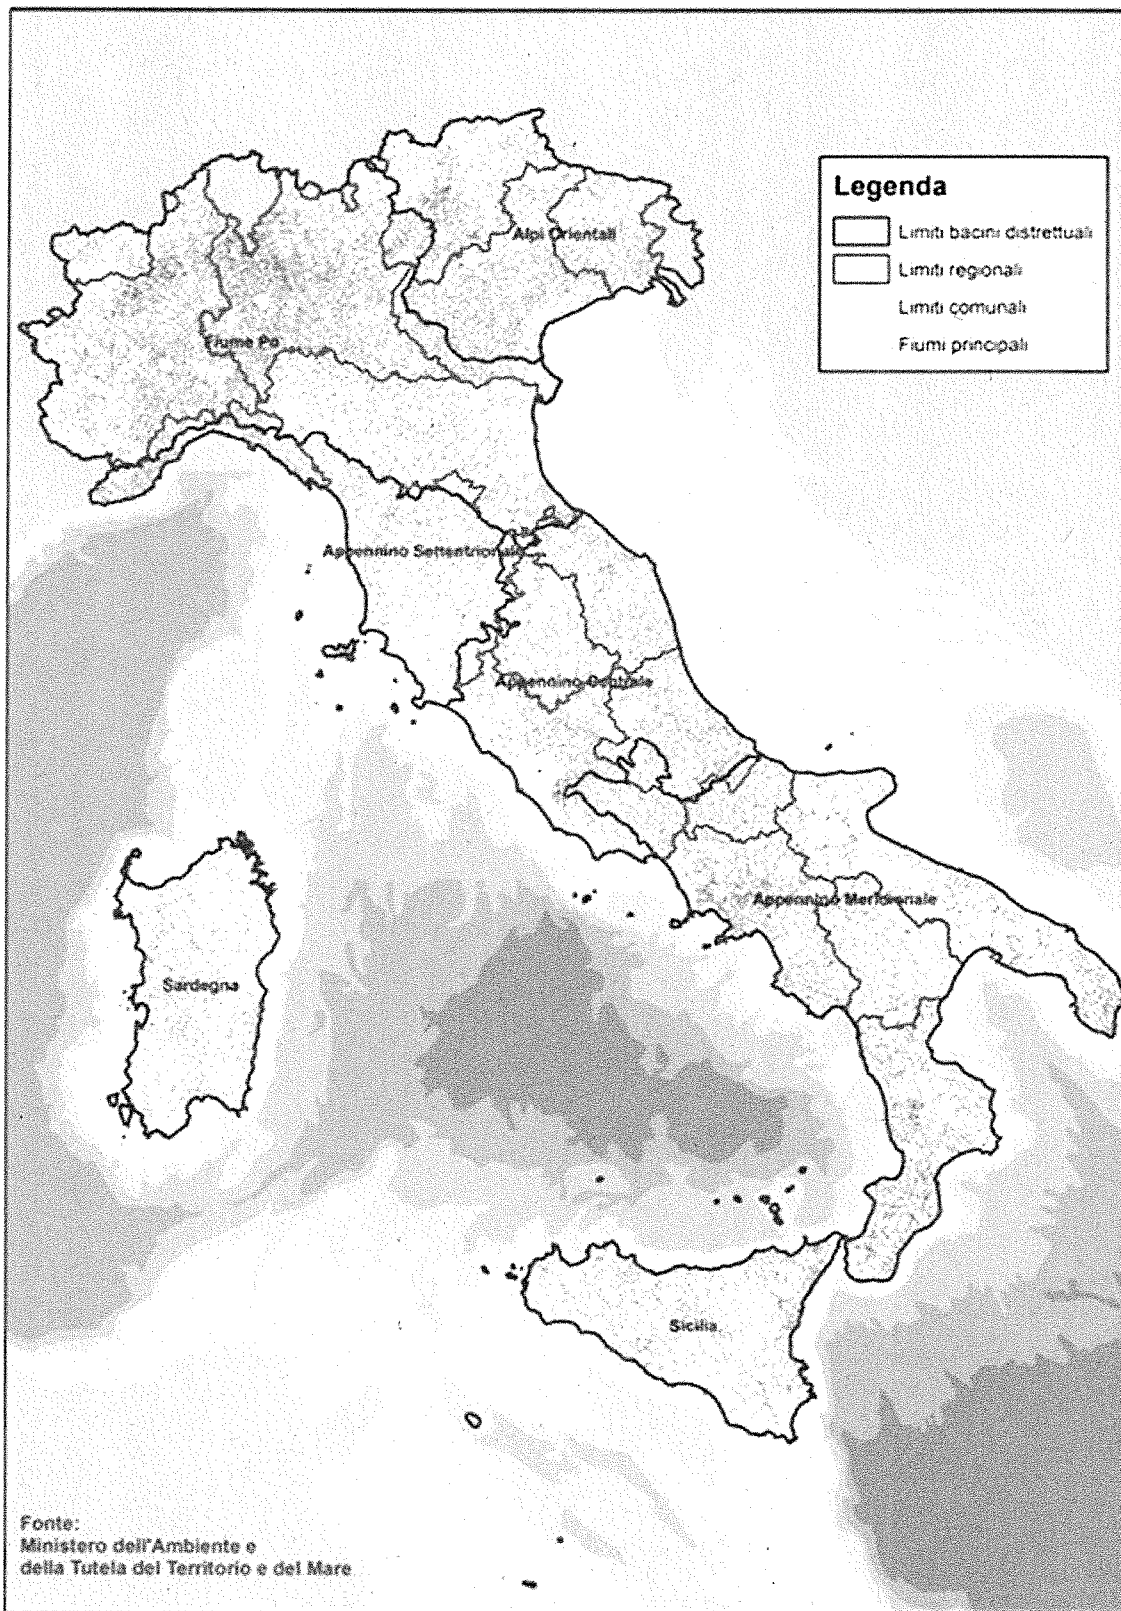 Legenda
Limiti bacini distrettuali
Limiti regionali
Limiti comunali
Fiumi principali
Alpi Orientali
Fiume Po
Appennino Settentrionale
Appennino Centrale
Appennino Meridionale
Sardegna
Sicilia
Fonte:
Ministero dell'Ambiente e
della Tutela del Territorio e del Mare